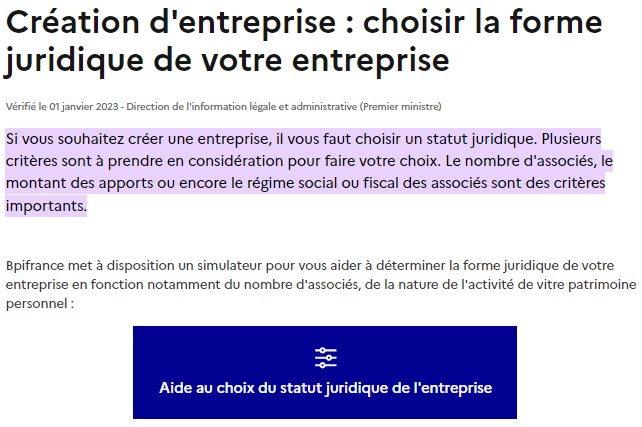 Création d'entreprise : choisir la forme
juridique de votre entreprise
Vérifié le 01 janvier 2023 - Direction de l'information légale et administrative (Premier ministre)
Si vous souhaitez créer une entreprise, il vous faut choisir un statut juridique. Plusieurs
critères sont à prendre en considération pour faire votre choix. Le nombre d'associés, le
montant des apports ou encore le régime social ou fiscal des associés sont des critères
importants.
Bpifrance met à disposition un simulateur pour vous aider à déterminer la forme juridique de votre
entreprise en fonction notamment du nombre d'associés, de la nature de l'activité de vitre patrimoine
personnel :
Aide au choix du statut juridique de l'entreprise